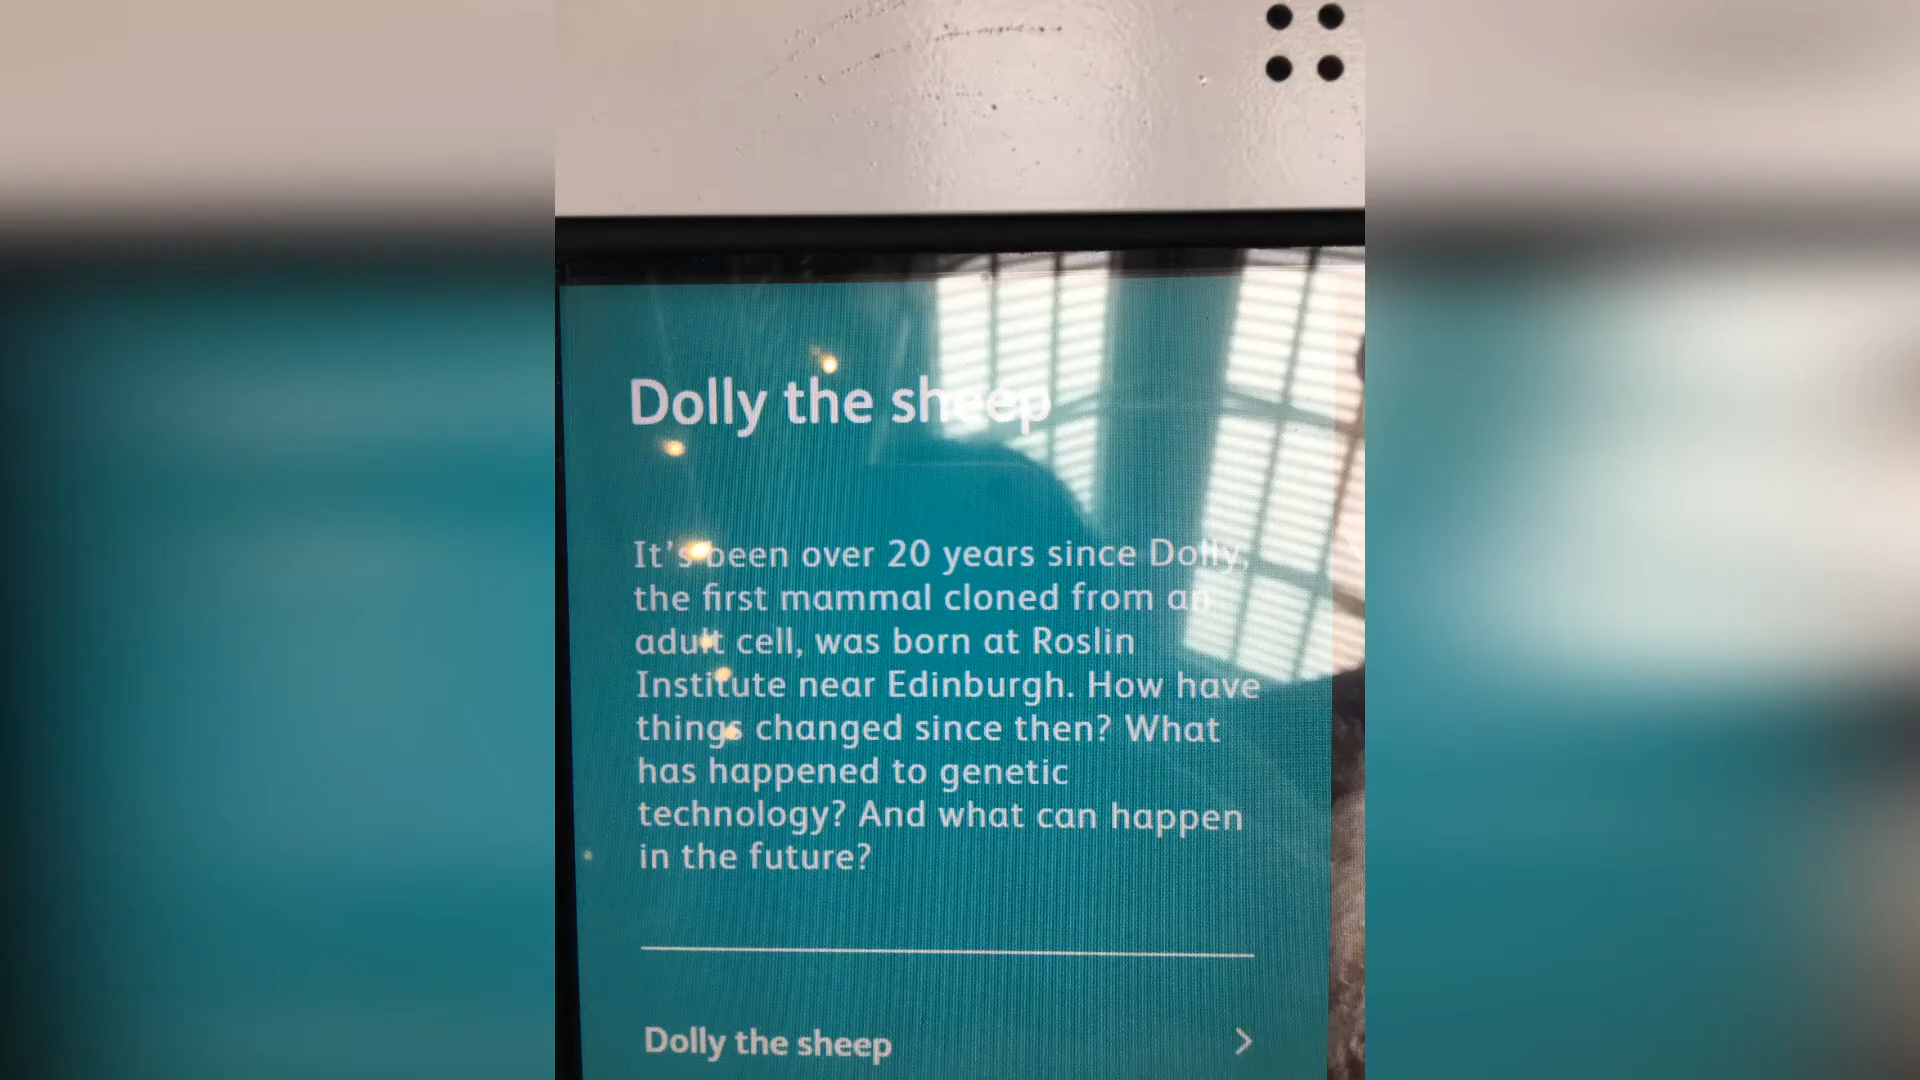 Dolly the sheep
It's been over 20 years since Dolly,
the first mammal cloned from an
adult cell, was born at Roslin
Institute near Edinburgh. How have
things changed since then? What
has happened to genetic
technology? And what can happen
in the future?
Dolly the sheep